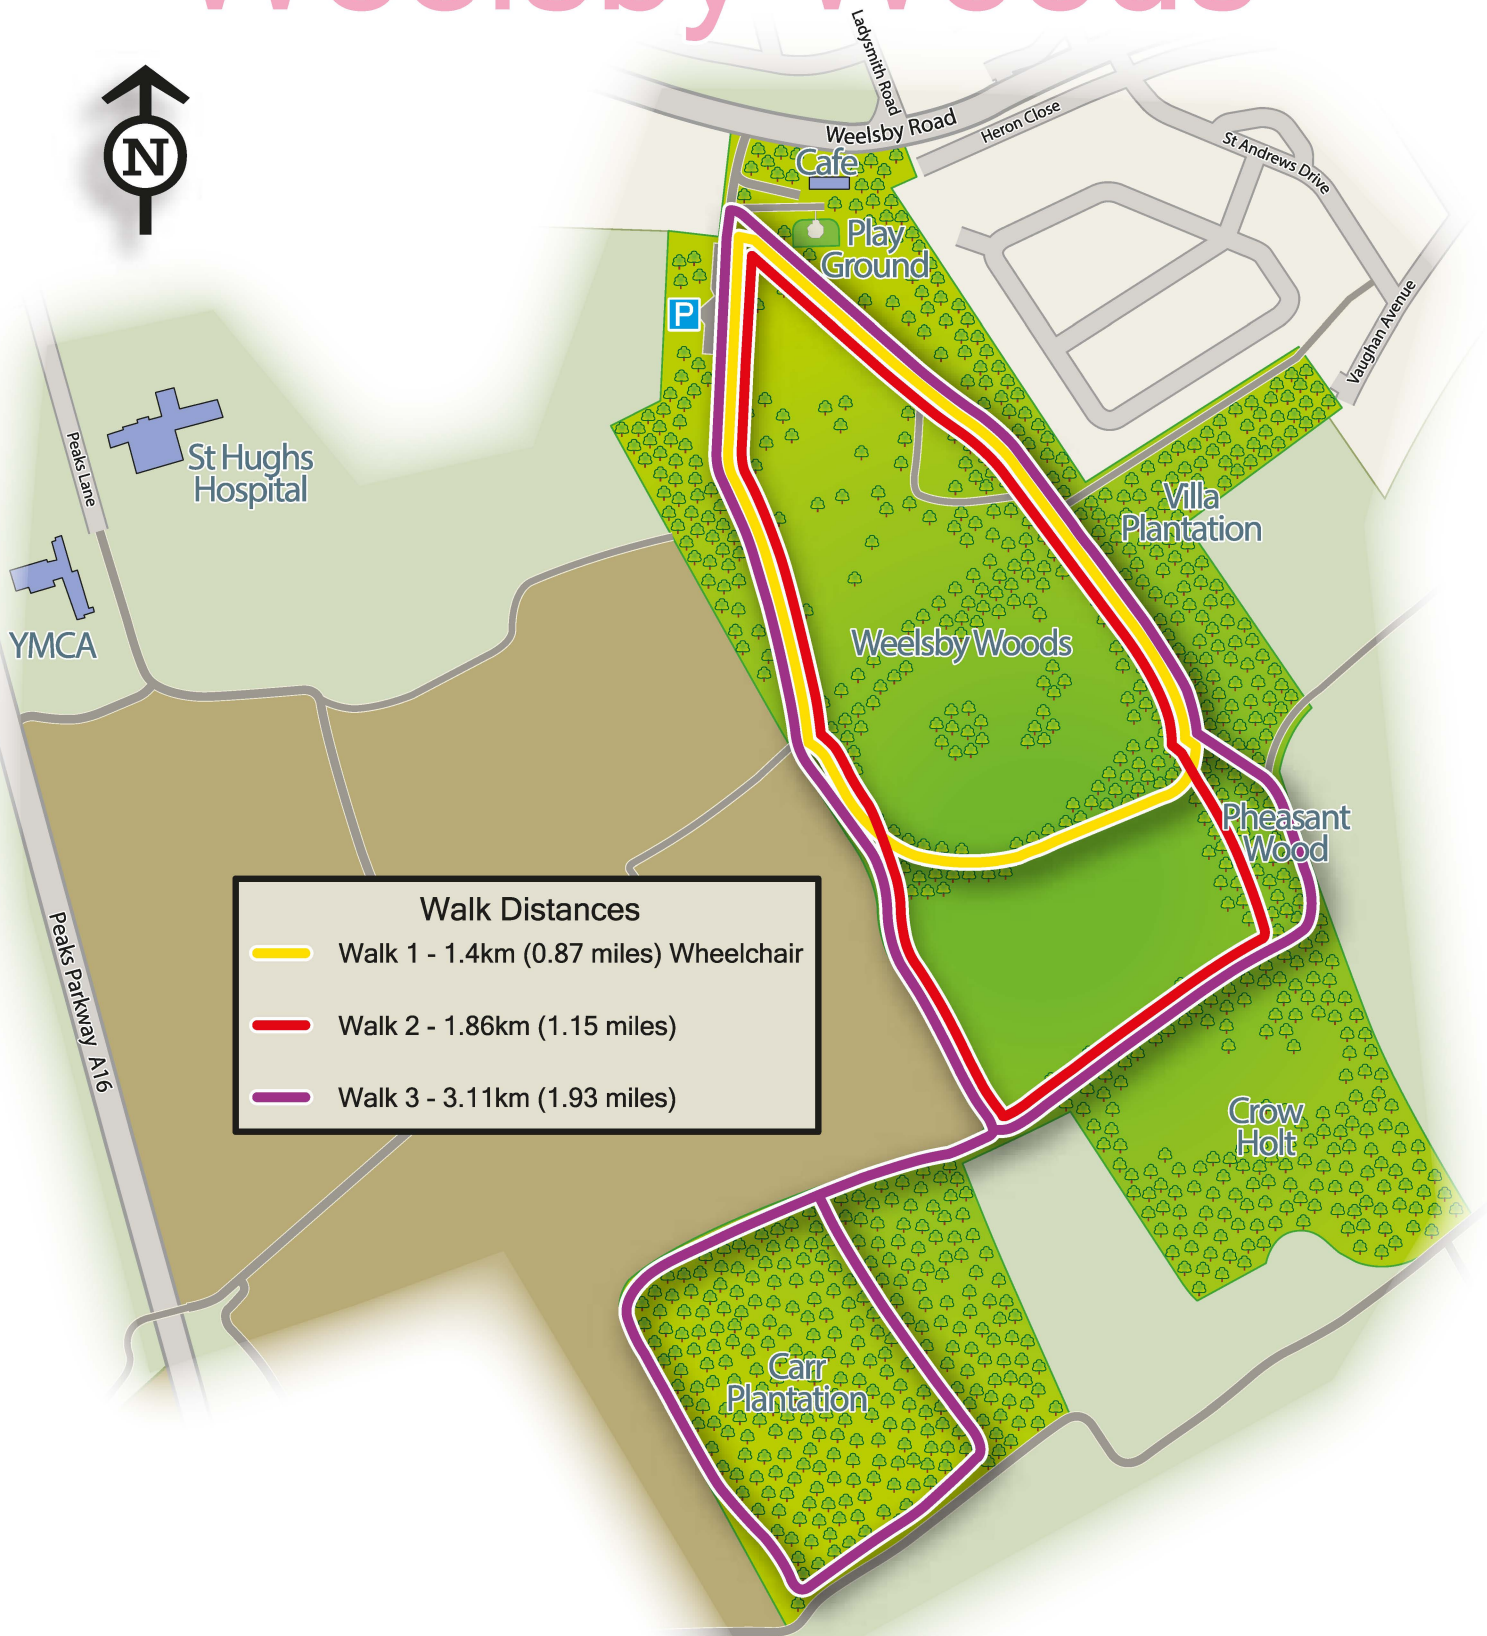 Weelsby Woods
Ladysmith Road
Weelsby Road
Heron Close
N
Cafe
St Andrews Drive
Play
Ground
P
Vaughan Avenue
Peaks Lane
St Hughs
Hospital
Villa
Plantation
YMCA
Weelsby Woods
Pheasant
Wood
Peaks Parkway A16
Walk Distances
Walk 1 - 1.4km (0.87 miles) Wheelchair
Walk 2 - 1.86km (1.15 miles)
Walk 3 - 3.11km (1.93 miles)
Crow
Holt
Carr
Plantation